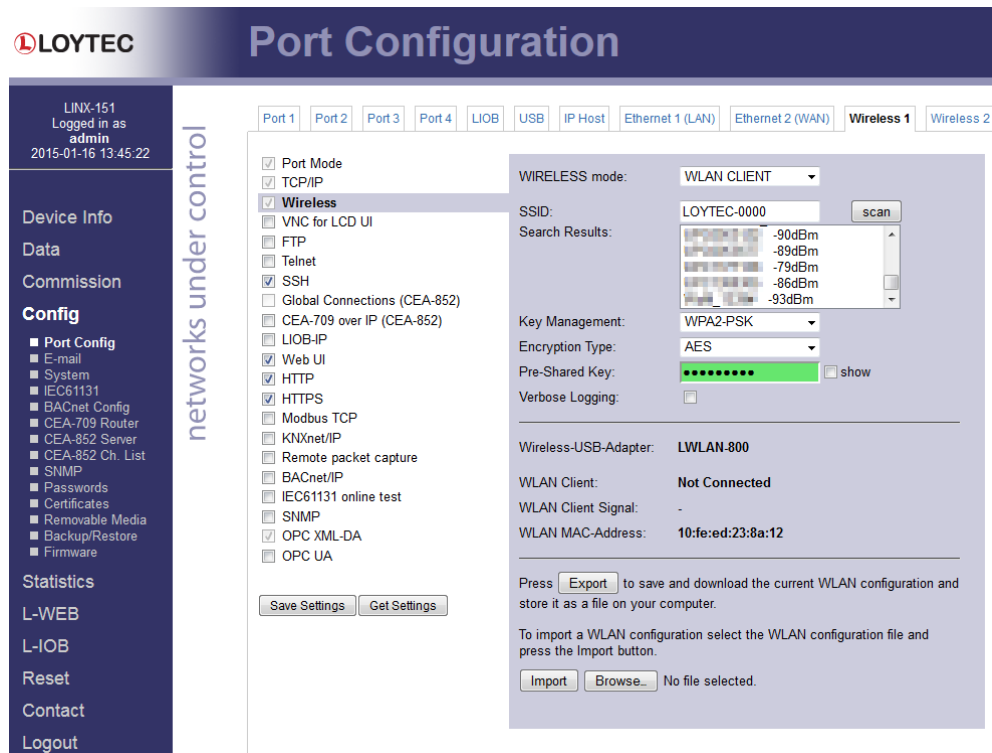 LOYTEC
Port Configuration
LINX-151
Logged in as
admin
2015-01-16 13:45:22
Device Info
Data
Commission
Config
Port Config
E-mail
System
IEC61131
BACnet Config
CEA-709 Router
CEA-852 Server
CEA-852 Ch. List
SNMP
Passwords
Certificates
Removable Media
Backup/Restore
Firmware
Statistics
L-WEB
L-IOB
Reset
Contact
Logout
networks under control
Port 1 Port 2 Port 3 Port 4 LIOB USB IP Host Ethernet 1 (LAN) Ethernet 2 (WAN) Wireless 1 Wireless 2
Port Mode
TCP/IP
Wireless
VNC for LCD UI
FTP
Telnet
SSH
Global Connections (CEA-852)
CEA-709 over IP (CEA-852)
LIOB-IP
Web UI
HTTP
HTTPS
Modbus TCP
KNXnet/IP
Remote packet capture
BACnet/IP
IEC61131 online test
SNMP
OPC XML-DA
OPC UA
Save Settings Get Settings
WIRELESS mode: WLAN CLIENT
SSID: LOYTEC-0000 scan
Search Results:
-90dBm
-89dBm
-79dBm
-86dBm
-93dBm
Key Management: WPA2-PSK
Encryption Type: AES
Pre-Shared Key: ●●●●●●●●● show
Verbose Logging:
Wireless-USB-Adapter: LWLAN-800
WLAN Client: Not Connected
WLAN Client Signal: -
WLAN MAC-Address: 10:fe:ed:23:8a:12
Press Export to save and download the current WLAN configuration and
store it as a file on your computer.
To import a WLAN configuration select the WLAN configuration file and
press the Import button.
Import Browse... No file selected.